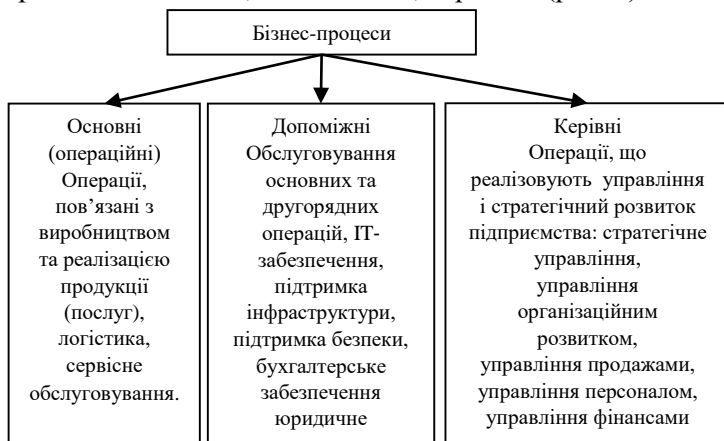 Бізнес-процеси
Основні
(операційні)
Операції,
пов’язані з
виробництвом
та реалізацією
продукції
(послуг),
логістика,
сервісне
обслуговування.
Допоміжні
Обслуговування
основних та
другорядних
операцій, ІТ-
забезпечення,
підтримка
інфраструктури,
підтримка безпеки,
бухгалтерське
забезпечення
юридичне
Керівні
Операції, що
реалізовують управління
і стратегічний розвиток
підприємства: стратегічне
управління,
управління
організаційним
розвитком,
управління продажами,
управління персоналом,
управління фінансами